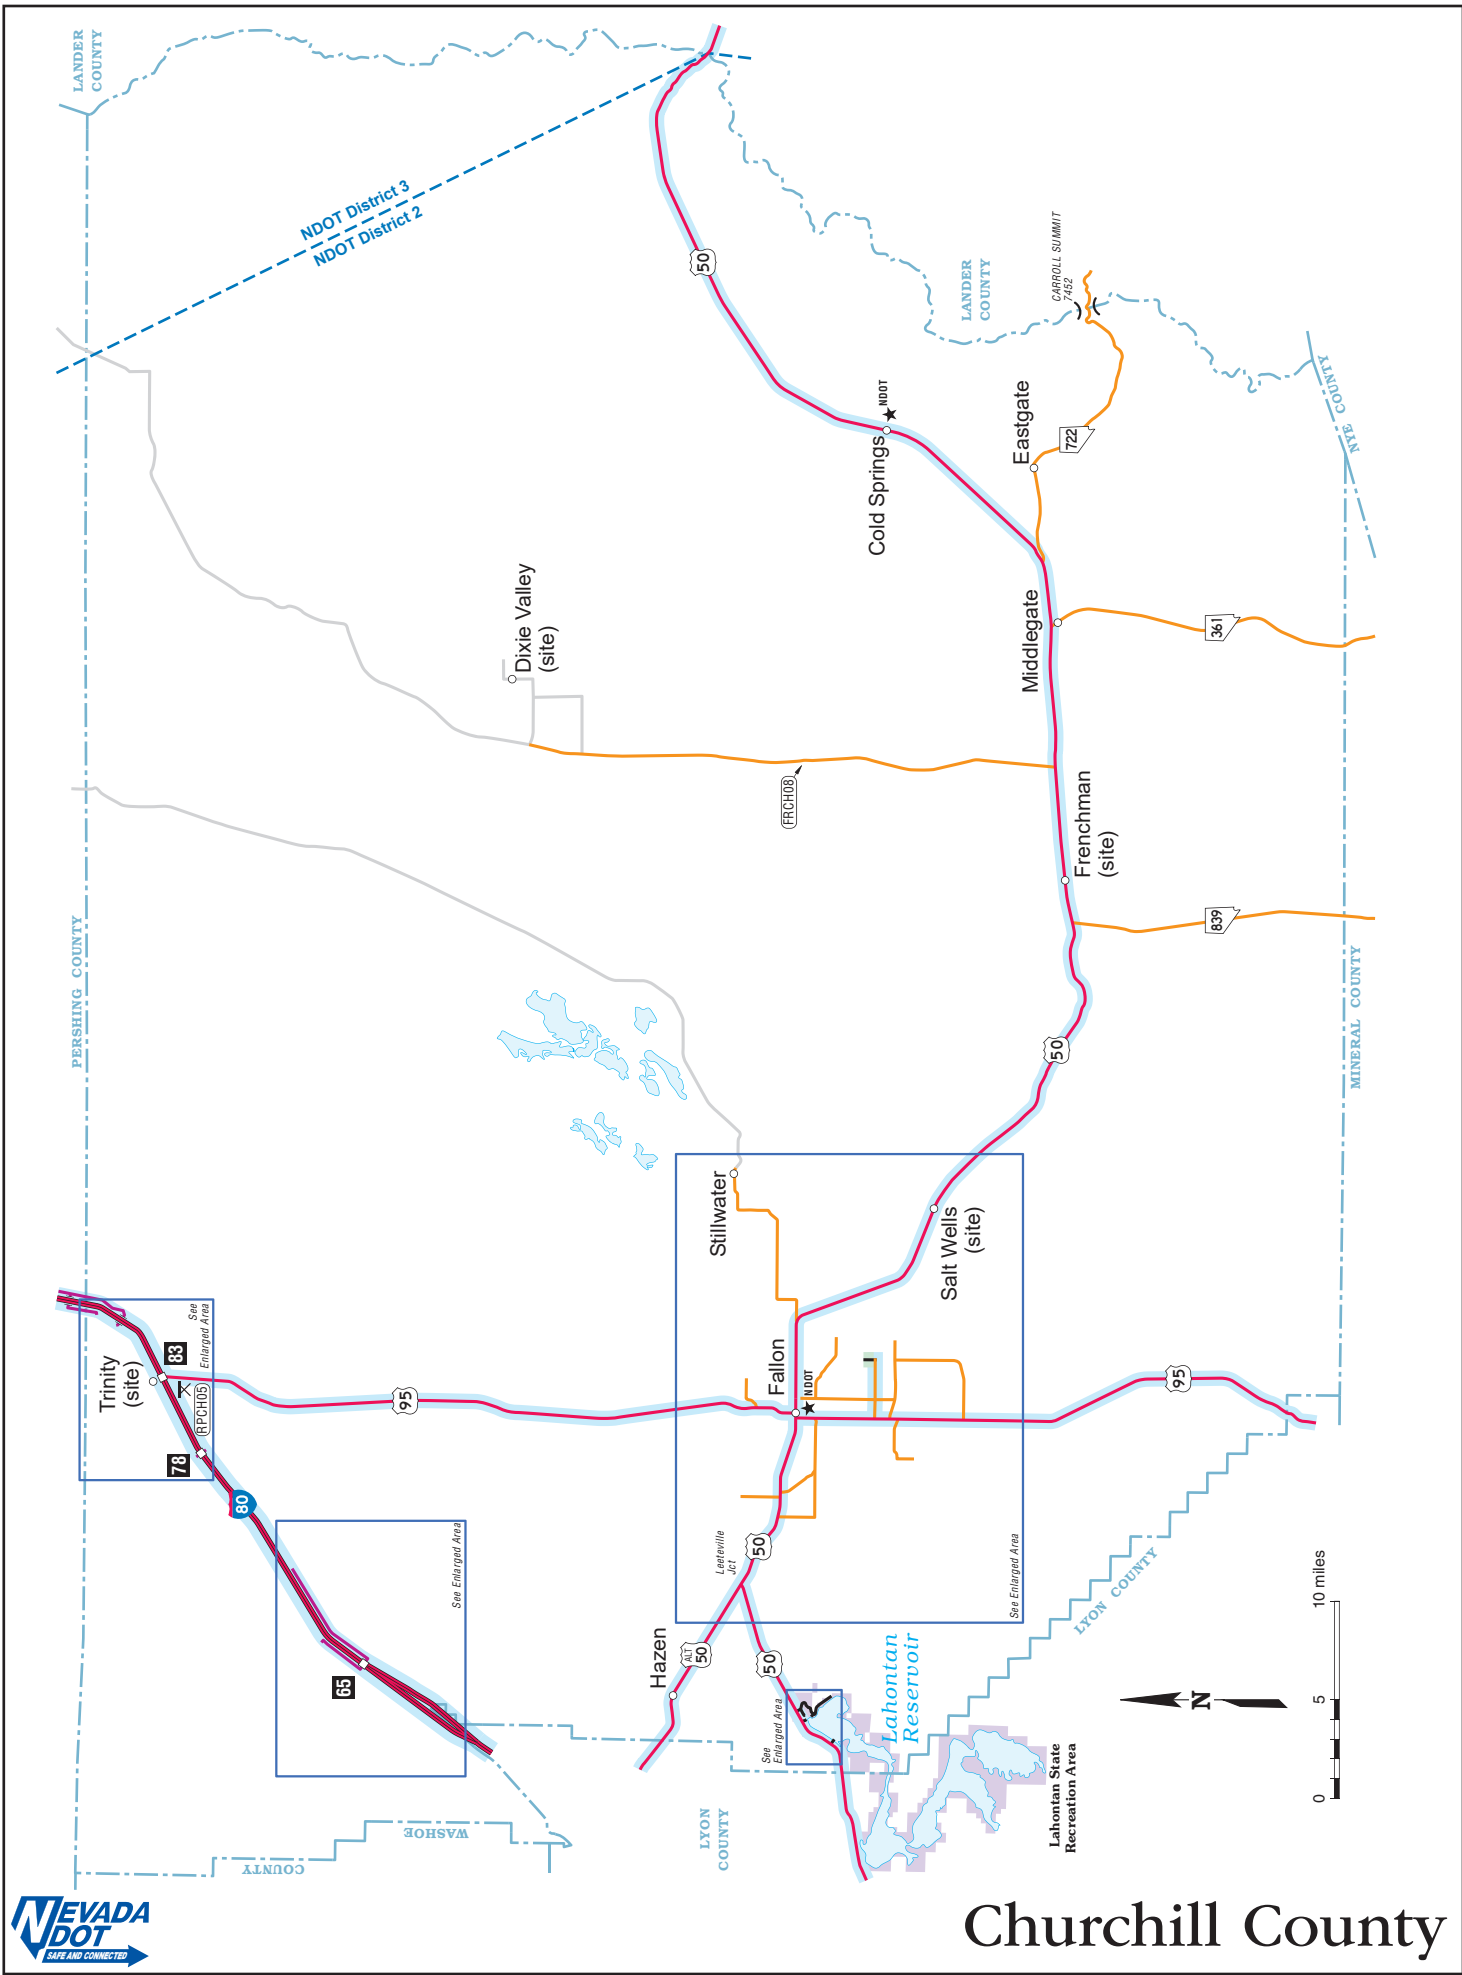 LANDER
COUNTY
NDOT District 3
NDOT District 2
50
LANDER
COUNTY
CARROLL SUMMIT
7452
NYE COUNTY
NDOT
Cold Springs
Eastgate
722
Dixie Valley
(site)
Middlegate
361
FRCH08
Frenchman
(site)
839
PERSHING COUNTY
MINERAL COUNTY
50
Stillwater
Salt Wells
(site)
See
Enlarged Area
83
Trinity
(site)
RPCH05
78
95
Fallon
NDOT
95
80
See Enlarged Area
Leeteville
Jct
50
See Enlarged Area
LYON COUNTY
65
Hazen
ALT
50
50
Lahontan
Reservoir
See
Enlarged Area
Lahontan State
Recreation Area
N
0 5 10 miles
WASHOE
COUNTY
LYON
COUNTY
NEVADA
DOT
SAFE AND CONNECTED
Churchill County